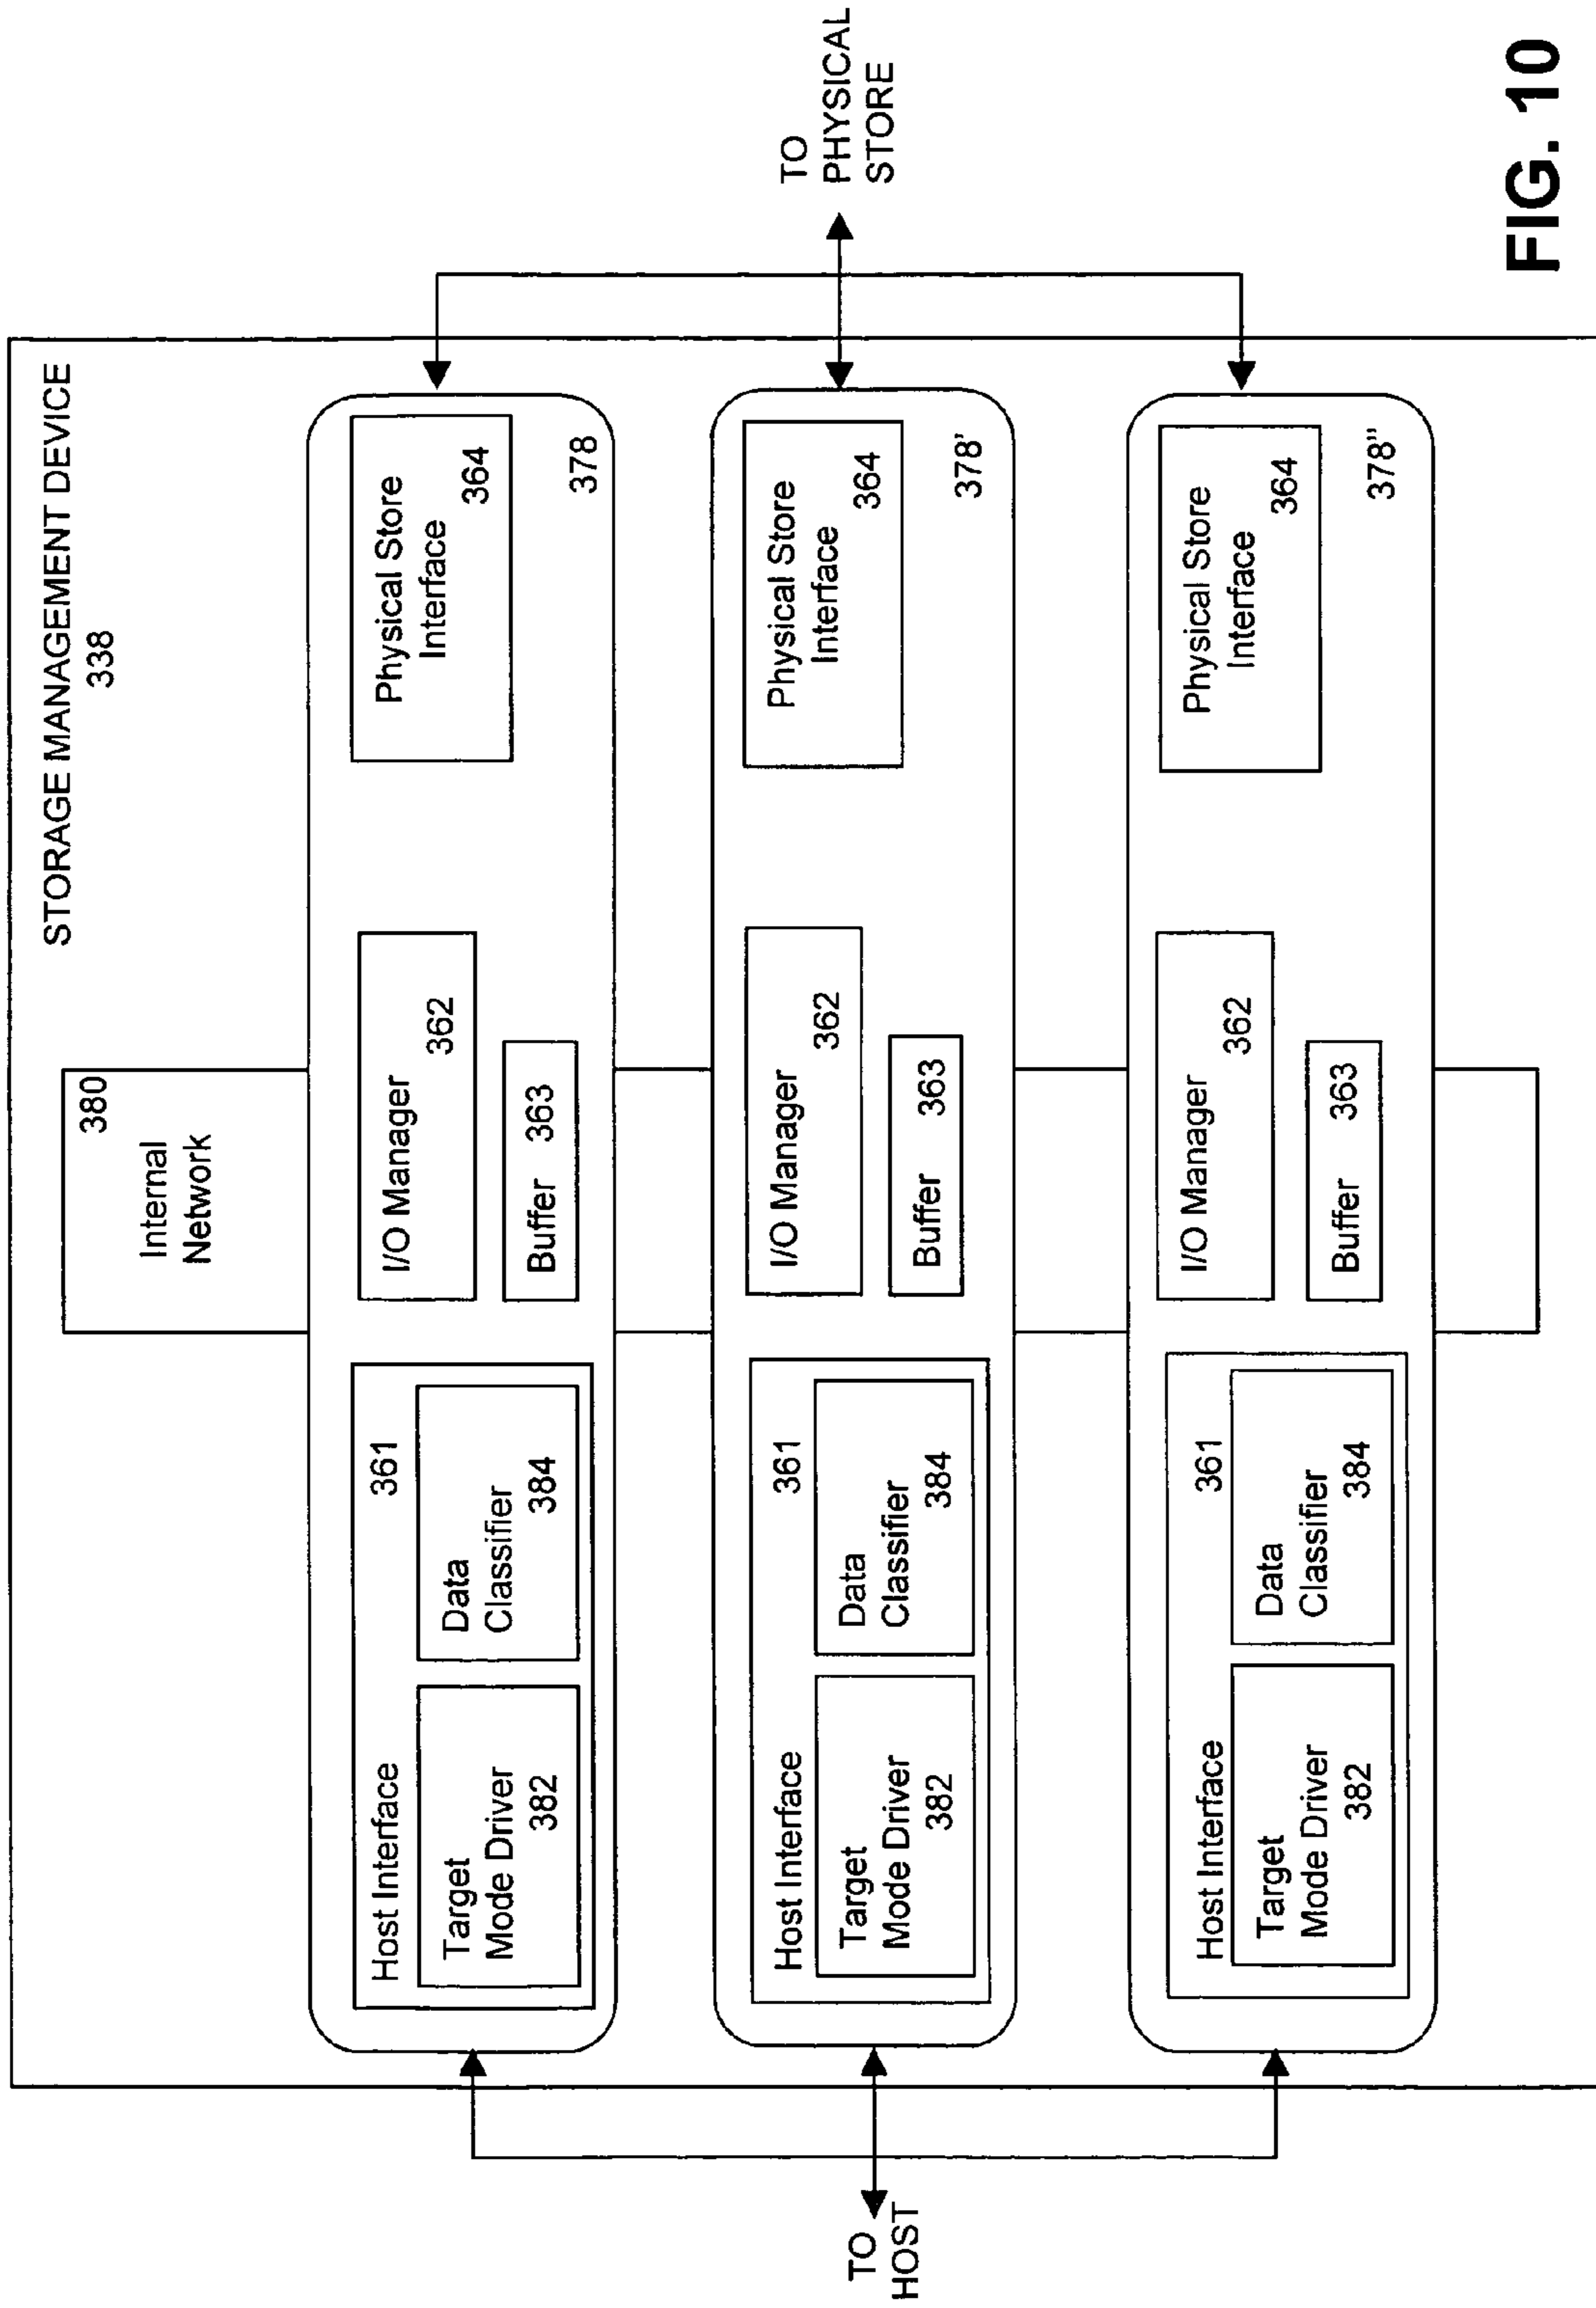 STORAGE MANAGEMENT DEVICE
338
380
Internal
Network
Host Interface
361
Target
Mode Driver
382
Data
Classifier
384
I/O Manager
362
Buffer 363
Physical Store
Interface
364
378
Host Interface
361
Target
Mode Driver
382
Data
Classifier
384
I/O Manager
362
Buffer 363
Physical Store
Interface
364
378'
Host Interface
361
Target
Mode Driver
382
Data
Classifier
384
I/O Manager
362
Buffer 363
Physical Store
Interface
364
378"
TO
HOST
TO
PHYSICAL
STORE
FIG. 10